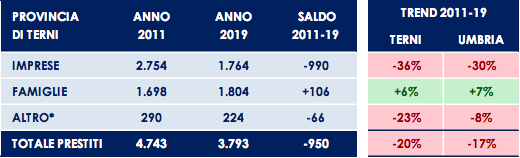 PROVINCIA DI TERNI ANNO 2011 ANNO 2019 SALDO 2011-19 TREND 2011-19 TERNI UMBRIA
IMPRESE 2.754 1.764 -990 -36% -30%
FAMIGLIE 1.698 1.804 +106 +6% +7%
ALTRO* 290 224 -66 -23% -8%
TOTALE PRESTITI 4.743 3.793 -950 -20% -17%